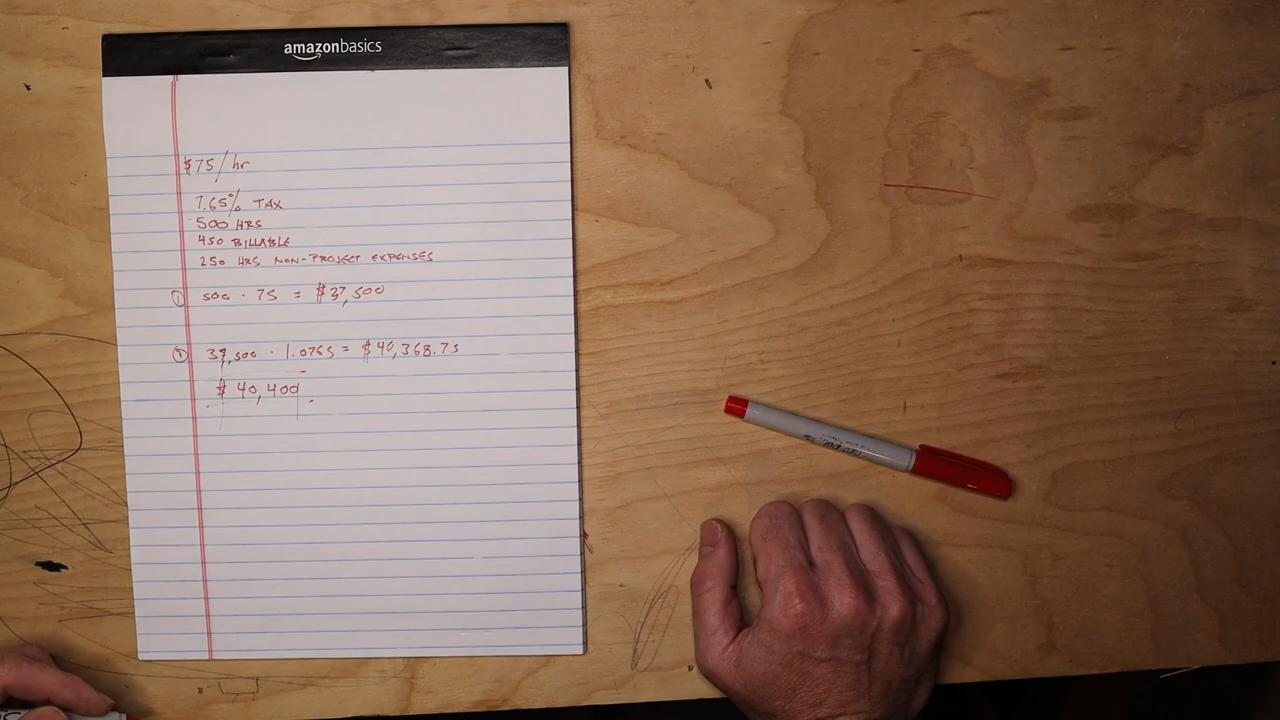 amazonbasics
$75/hr
7.65% TAX
500 HRS
450 BILLABLE
250 HRS NON-PROJECT EXPENSES
① 500 · 75 = $37,500
② 37,500 · 1.0765 = $40,368.75
$40,400